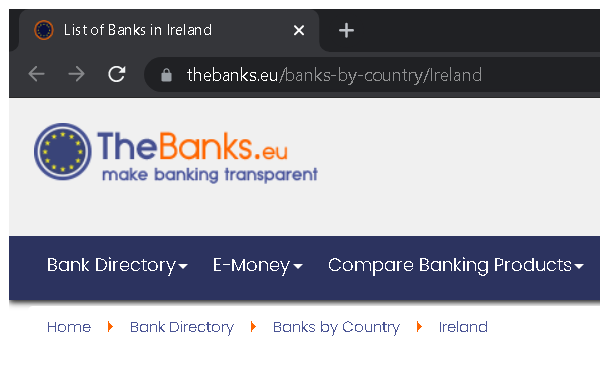 List of Banks in Ireland
thebanks.eu/banks-by-country/Ireland
TheBanks.eu
make banking transparent
Bank Directory E-Money Compare Banking Products
Home Bank Directory Banks by Country Ireland